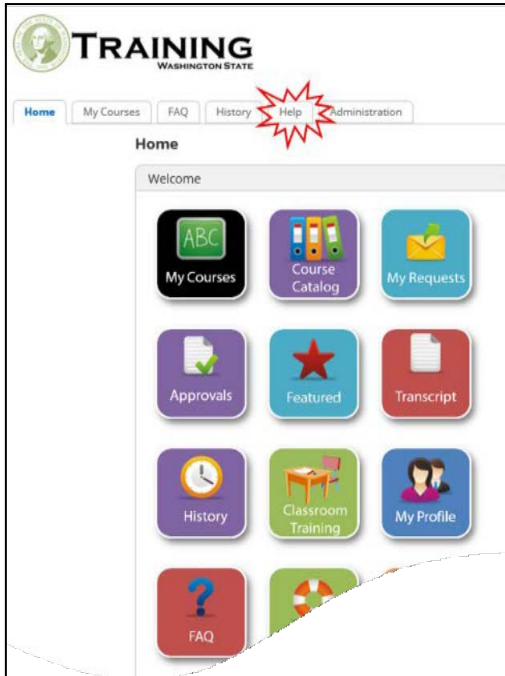 TRAINING
WASHINGTON STATE
Home My Courses FAQ History Help Administration
Home
Welcome
ABC
My Courses
Course
Catalog
My Requests
Approvals
Featured
Transcript
History
Classroom
Training
My Profile
?
FAQ